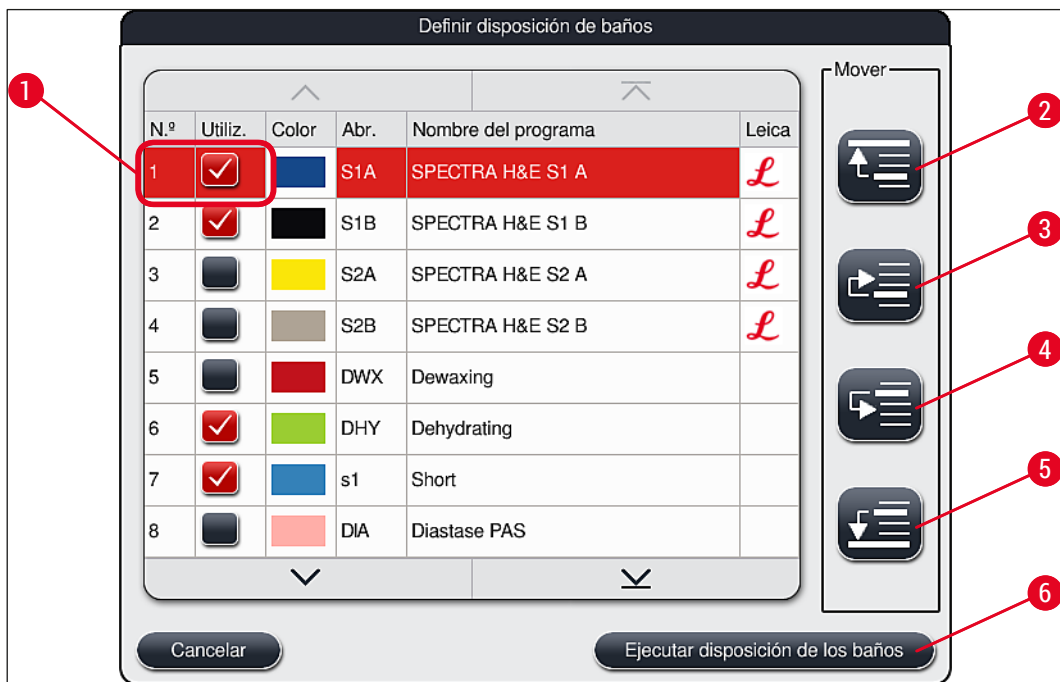 Definir disposición de baños
Mover
N.º Utiliz. Color Abr. Nombre del programa Leica
1 S1A SPECTRA H&E S1 A L
2 S1B SPECTRA H&E S1 B L
3 S2A SPECTRA H&E S2 A L
4 S2B SPECTRA H&E S2 B L
5 DWX Dewaxing
6 DHY Dehydrating
7 s1 Short
8 DIA Diastase PAS
Cancelar
Ejecutar disposición de los baños
1
2
3
4
5
6